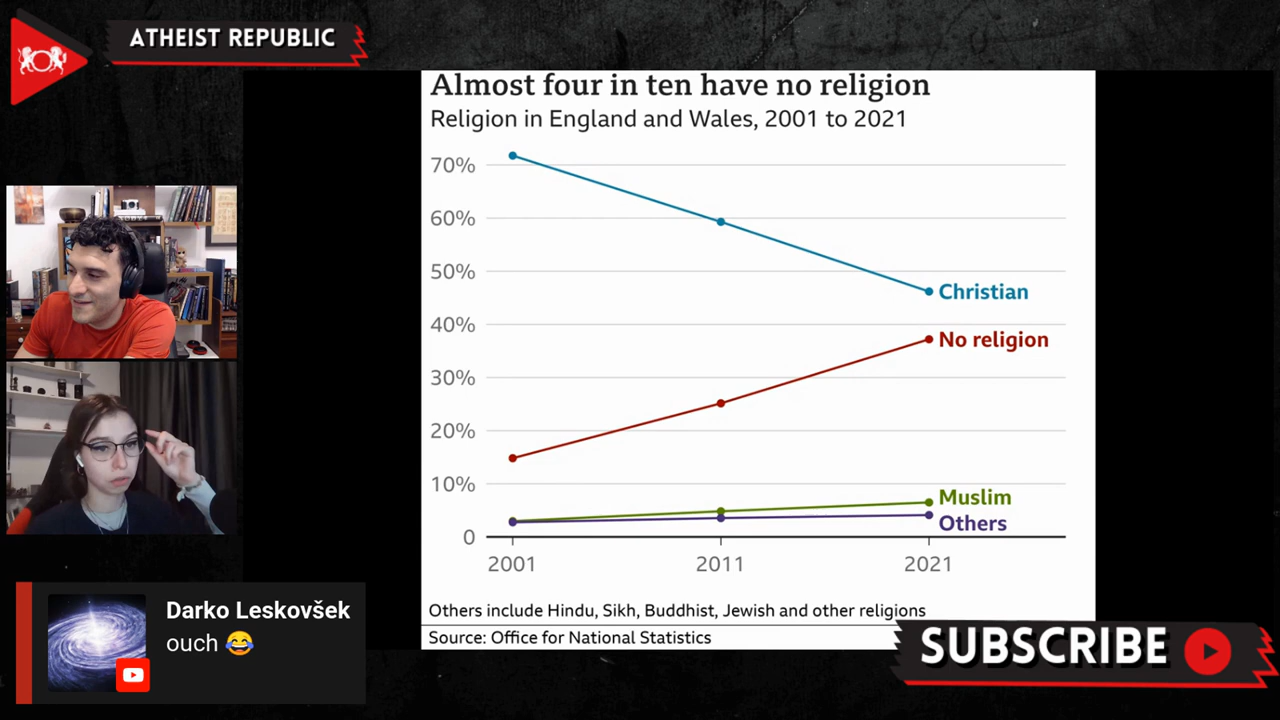 ATHEIST REPUBLIC
Almost four in ten have no religion
Religion in England and Wales, 2001 to 2021
70%
60%
50%
40%
30%
20%
10%
0
Christian
No religion
Muslim
Others
2001 2011 2021
Others include Hindu, Sikh, Buddhist, Jewish and other religions
Source: Office for National Statistics
Darko Leskovšek
ouch 😂
SUBSCRIBE